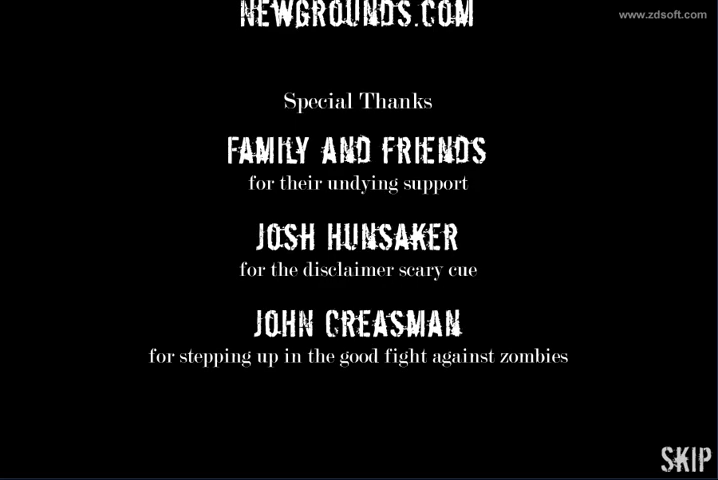 NEWGROUNDS.COM
www.zdsoft.com
Special Thanks
FAMILY AND FRIENDS
for their undying support
JOSH HUNSAKER
for the disclaimer scary cue
JOHN CREASMAN
for stepping up in the good fight against zombies
SKIP